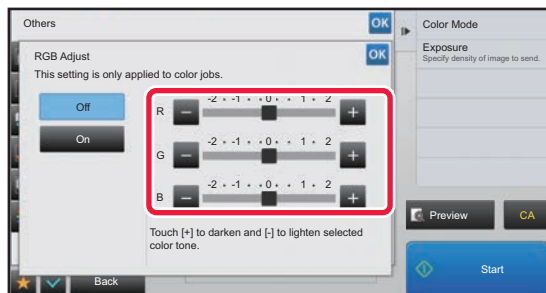 Others
OK
Color Mode
Exposure
Specify density of image to send.
RGB Adjust
OK
This setting is only applied to color jobs.
Off
On
-2 • -1 • •0• • 1 • 2
R − +
-2 • -1 • •0• • 1 • 2
G − +
-2 • -1 • •0• • 1 • 2
B − +
Touch [+] to darken and [-] to lighten selected
color tone.
Preview
CA
Back
Start